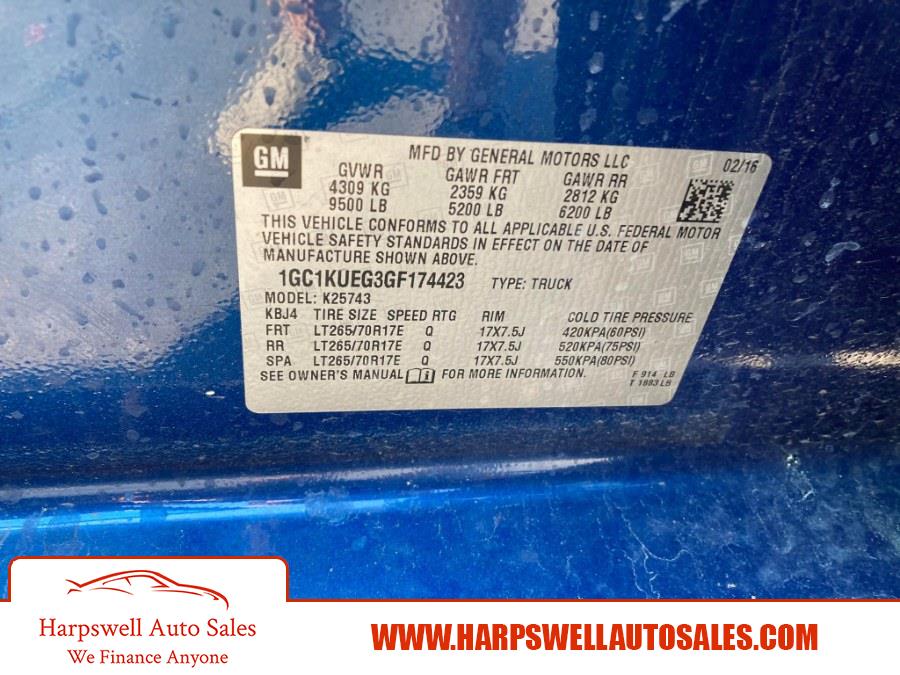 GM
MFD BY GENERAL MOTORS LLC 02/16
GVWR GAWR FRT GAWR RR
4309 KG 2359 KG 2812 KG
9500 LB 5200 LB 6200 LB
THIS VEHICLE CONFORMS TO ALL APPLICABLE U.S. FEDERAL MOTOR
VEHICLE SAFETY STANDARDS IN EFFECT ON THE DATE OF
MANUFACTURE SHOWN ABOVE.
1GC1KUEG3GF174423 TYPE: TRUCK
MODEL: K25743
KBJ4 TIRE SIZE SPEED RTG RIM COLD TIRE PRESSURE
FRT LT265/70R17E Q 17X7.5J 420KPA(60PSI)
RR LT265/70R17E Q 17X7.5J 520KPA(75PSI)
SPA LT265/70R17E Q 17X7.5J 550KPA(80PSI)
SEE OWNER'S MANUAL FOR MORE INFORMATION. F 914 LB
T 1883 LB
Harpswell Auto Sales
We Finance Anyone
WWW.HARPSWELLAUTOSALES.COM